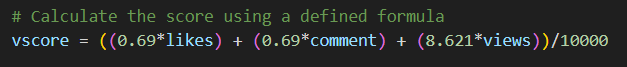 # Calculate the score using a defined formula
vscore = ((0.69*likes) + (0.69*comment) + (8.621*views))/10000